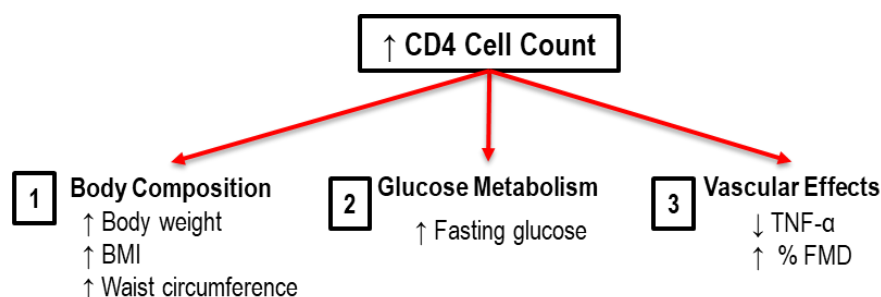 ↑ CD4 Cell Count
1 Body Composition
↑ Body weight
↑ BMI
↑ Waist circumference
2 Glucose Metabolism
↑ Fasting glucose
3 Vascular Effects
↓ TNF-α
↑ % FMD